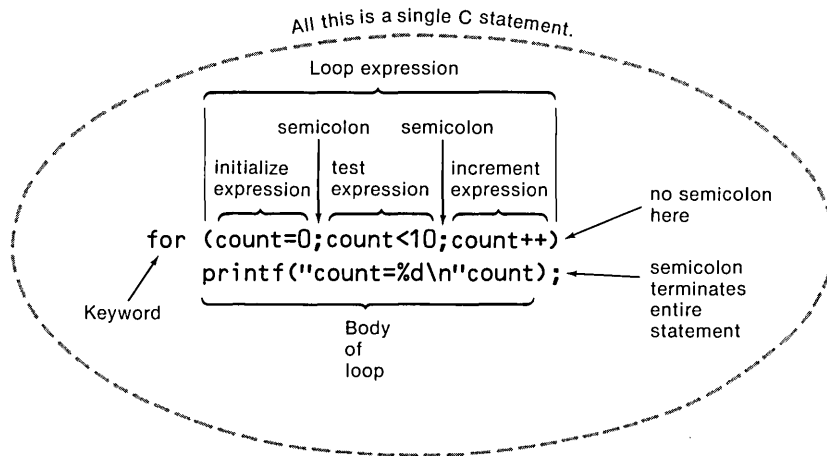 All this is a single C statement.
Loop expression
semicolon semicolon
initialize expression
test expression
increment expression
no semicolon here
for (count=0;count<10;count++)
printf("count=%d\n"count);
semicolon terminates entire statement
Keyword
Body of loop